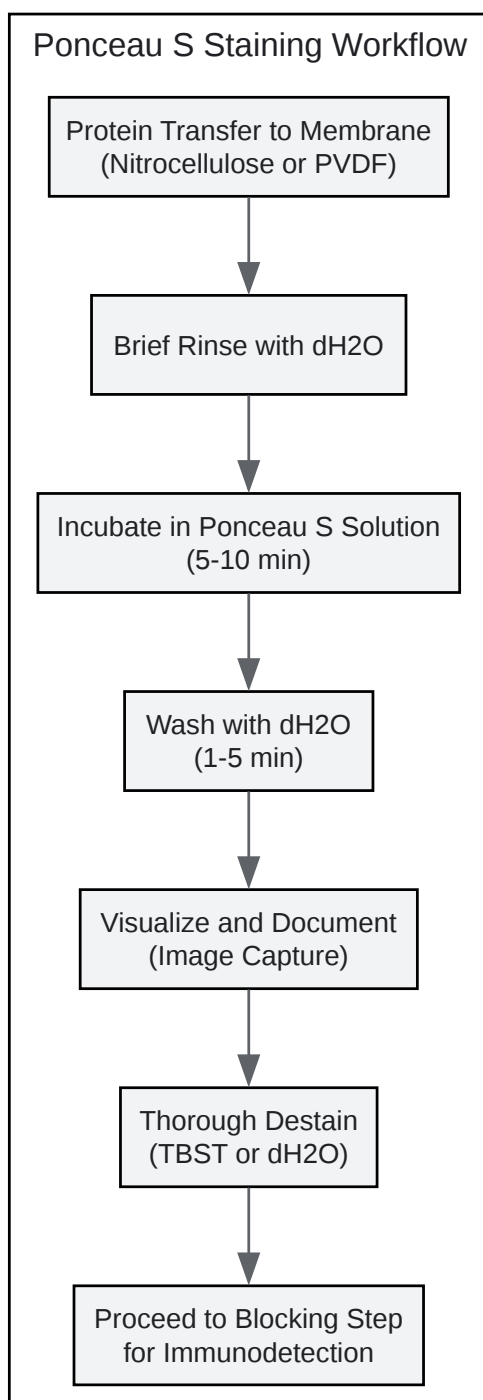 Ponceau S Staining Workflow
Protein Transfer to Membrane
(Nitrocellulose or PVDF)
Brief Rinse with dH2O
Incubate in Ponceau S Solution
(5-10 min)
Wash with dH2O
(1-5 min)
Visualize and Document
(Image Capture)
Thorough Destain
(TBST or dH2O)
Proceed to Blocking Step
for Immunodetection